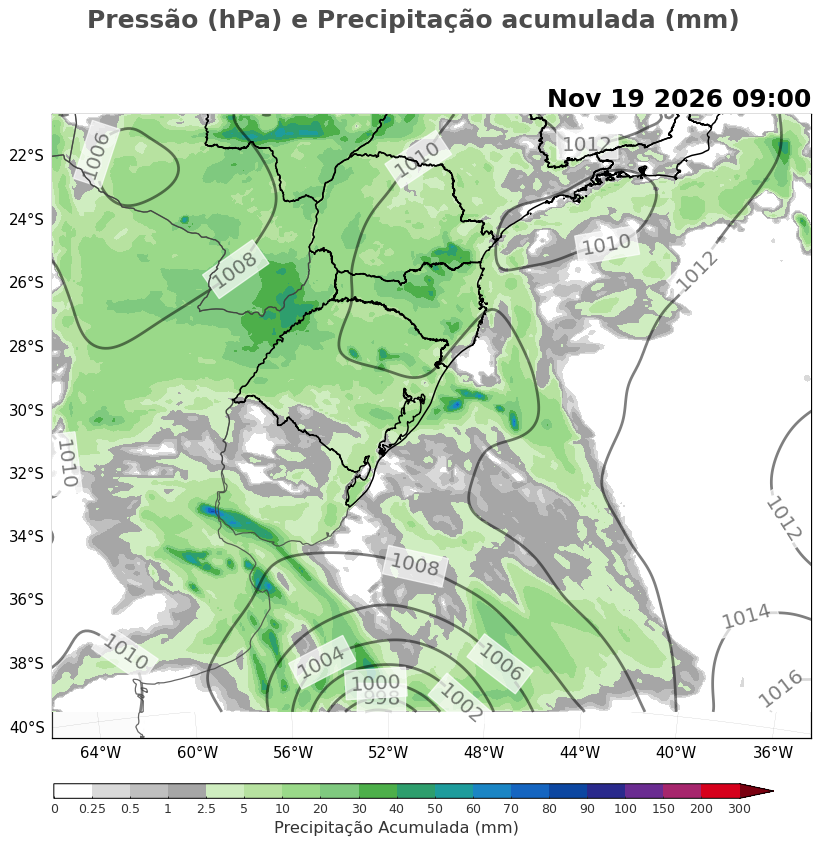 Pressão (hPa) e Precipitação acumulada (mm)
Nov 19 2026 09:00
22°S
24°S
26°S
28°S
30°S
32°S
34°S
36°S
38°S
40°S
1006
1010
1012
1008
1010
1012
1010
1012
1008
1014
1010
1004
1006
1000
998
1002
1016
64°W 60°W 56°W 52°W 48°W 44°W 40°W 36°W
0 0.25 0.5 1 2.5 5 10 20 30 40 50 60 70 80 90 100 150 200 300
Precipitação Acumulada (mm)